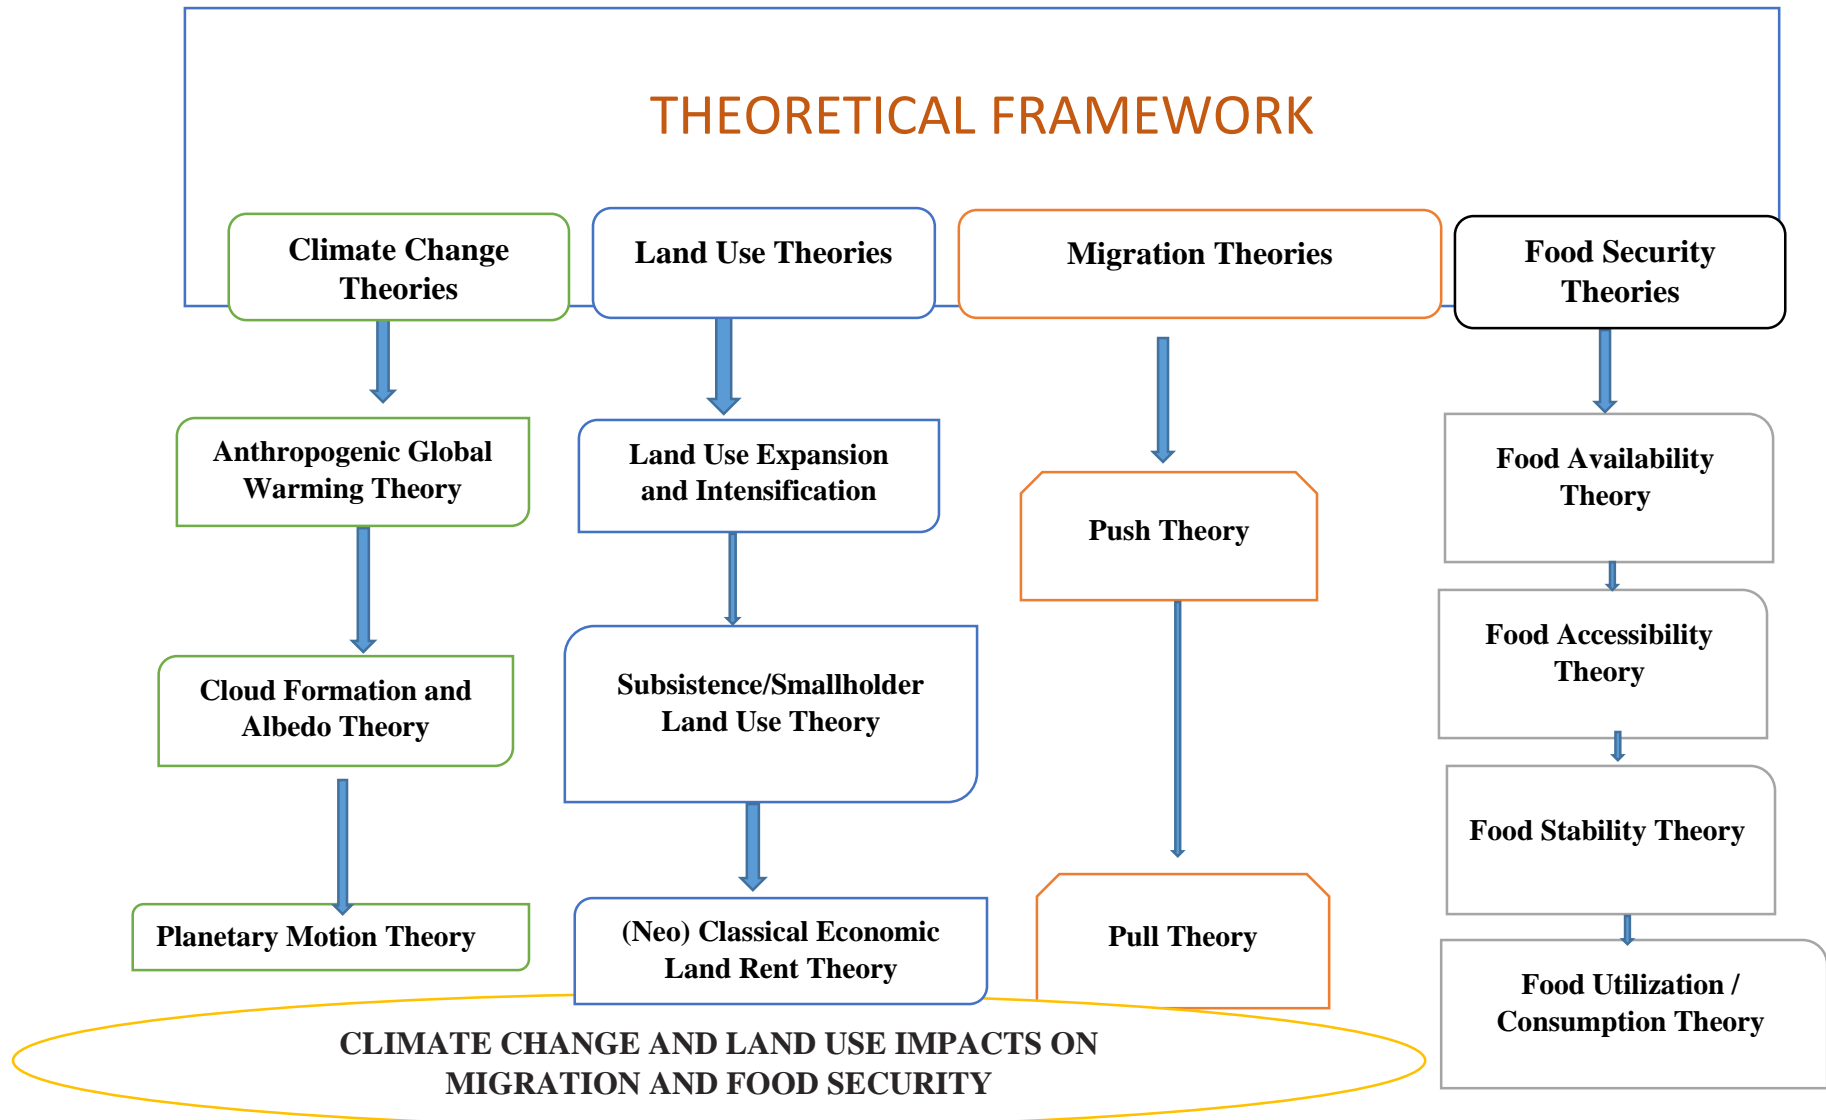 THEORETICAL FRAMEWORK
Climate Change
Theories
Land Use Theories
Migration Theories
Food Security
Theories
Anthropogenic Global
Warming Theory
Land Use Expansion
and Intensification
Push Theory
Food Availability
Theory
Food Accessibility
Theory
Cloud Formation and
Albedo Theory
Subsistence/Smallholder
Land Use Theory
Food Stability Theory
Planetary Motion Theory
(Neo) Classical Economic
Land Rent Theory
Pull Theory
Food Utilization /
Consumption Theory
CLIMATE CHANGE AND LAND USE IMPACTS ON
MIGRATION AND FOOD SECURITY